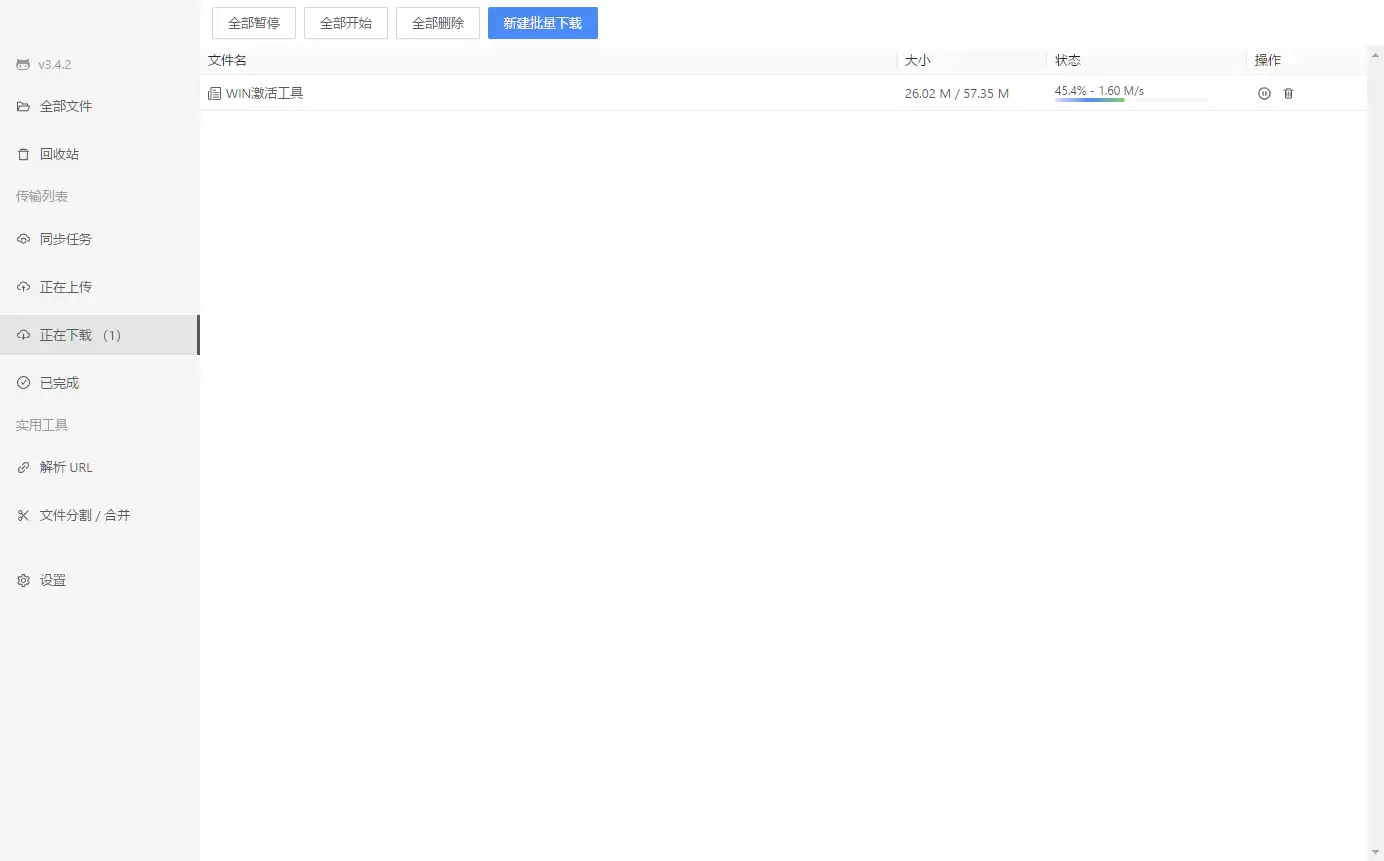 全部暂停 全部开始 全部删除 新建批量下载
v3.4.2
文件名 大小 状态 操作
WIN激活工具 26.02 M / 57.35 M 45.4% - 1.60 M/s
全部文件
回收站
传输列表
同步任务
正在上传
正在下载 （1）
已完成
实用工具
解析 URL
文件分割 / 合并
设置